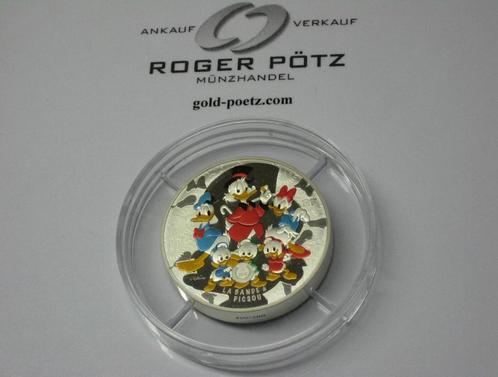 ANKAUF VERKAUF
ROGER PÖTZ
MÜNZHANDEL
gold-poetz.com
LA BANDE À
PICSOU